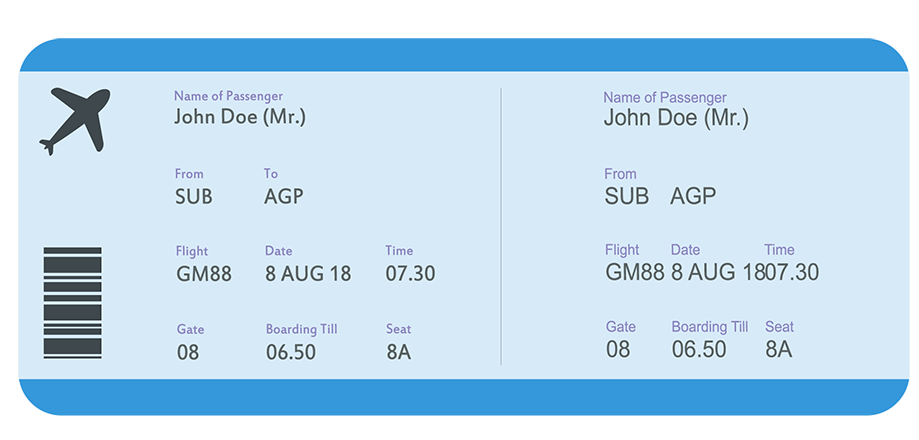 Name of Passenger
John Doe (Mr.)
From To
SUB AGP
Flight Date Time
GM88 8 AUG 18 07.30
Gate Boarding Till Seat
08 06.50 8A
Name of Passenger
John Doe (Mr.)
From
SUB AGP
Flight Date Time
GM88 8 AUG 18 07.30
Gate Boarding Till Seat
08 06.50 8A